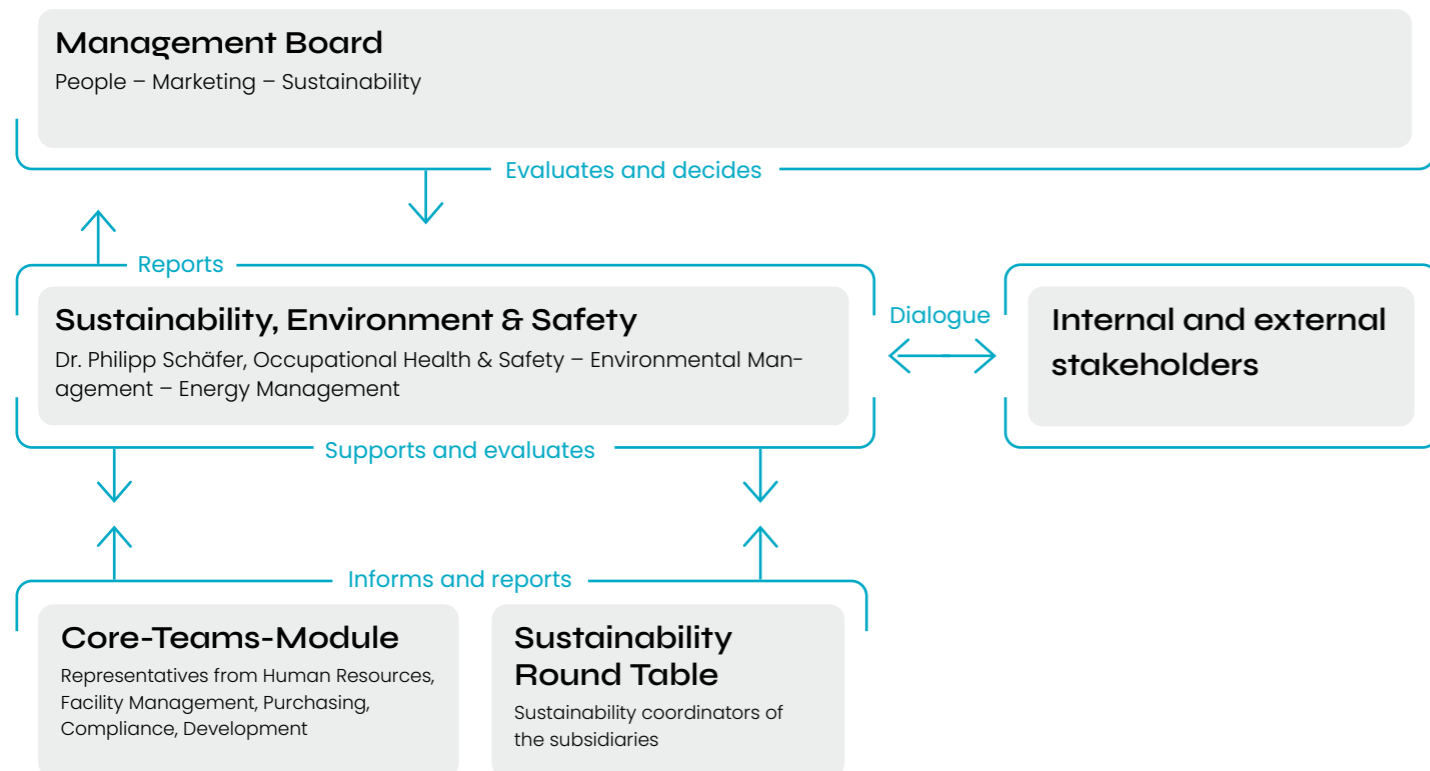 Management Board
People – Marketing – Sustainability
Evaluates and decides
Reports
Sustainability, Environment & Safety
Dr. Philipp Schäfer, Occupational Health & Safety – Environmental Man-
agement – Energy Management
Dialogue
Internal and external
stakeholders
Supports and evaluates
Informs and reports
Core-Teams-Module
Representatives from Human Resources,
Facility Management, Purchasing,
Compliance, Development
Sustainability
Round Table
Sustainability coordinators of
the subsidiaries